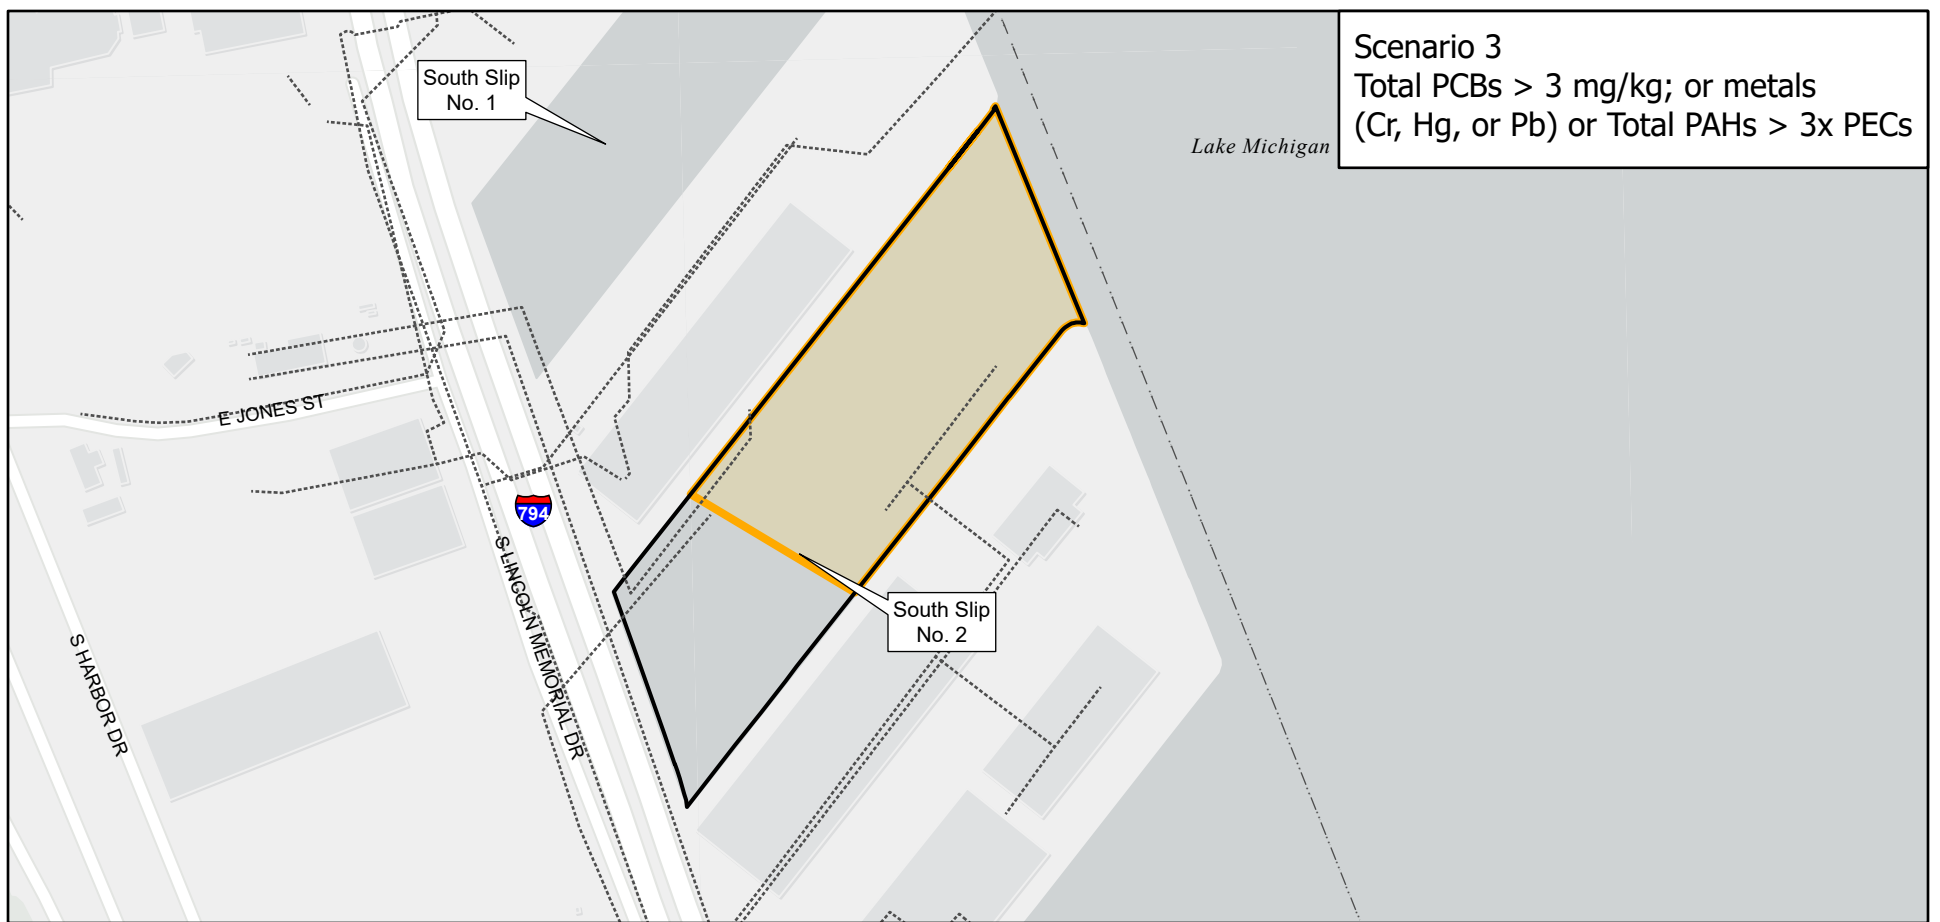 Scenario 3
Total PCBs > 3 mg/kg; or metals
(Cr, Hg, or Pb) or Total PAHs > 3x PECs
South Slip
No. 1
Lake Michigan
E JONES ST
794
S LINCOLN MEMORIAL DR
South Slip
No. 2
S HARBOR DR